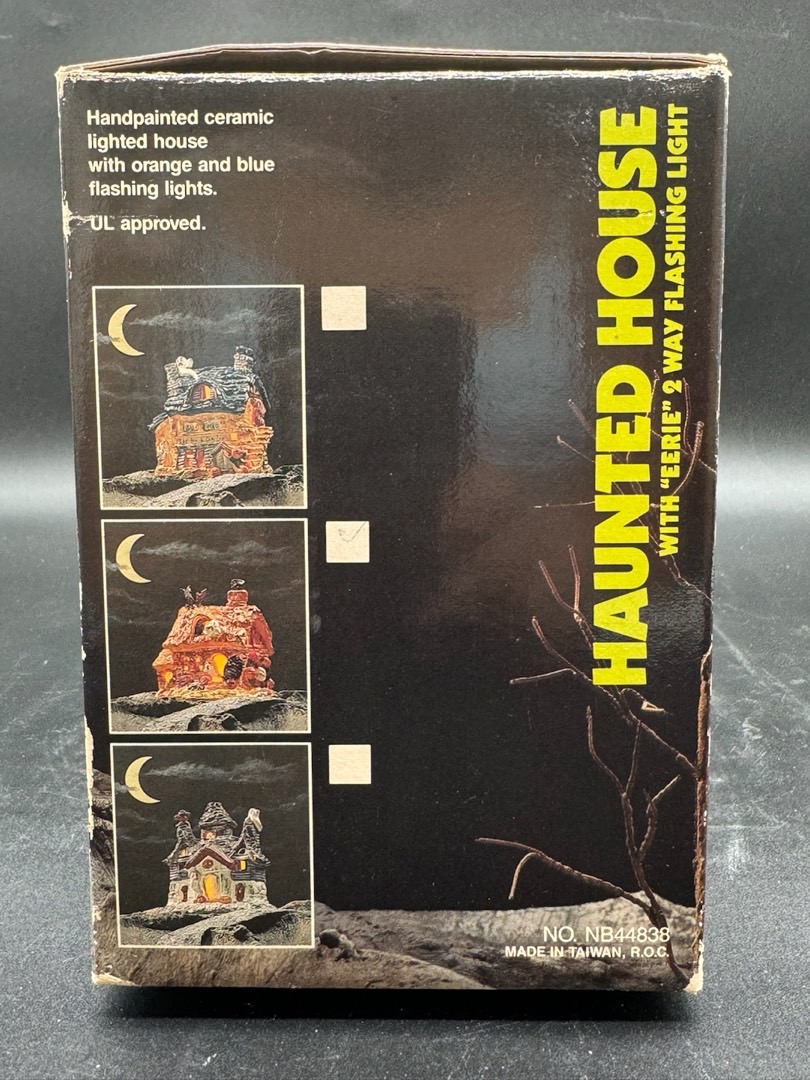 Handpainted ceramic
lighted house
with orange and blue
flashing lights.
UL approved.
HAUNTED HOUSE
WITH "EERIE" 2 WAY FLASHING LIGHT
NO. NB44838
MADE IN TAIWAN, R.O.C.